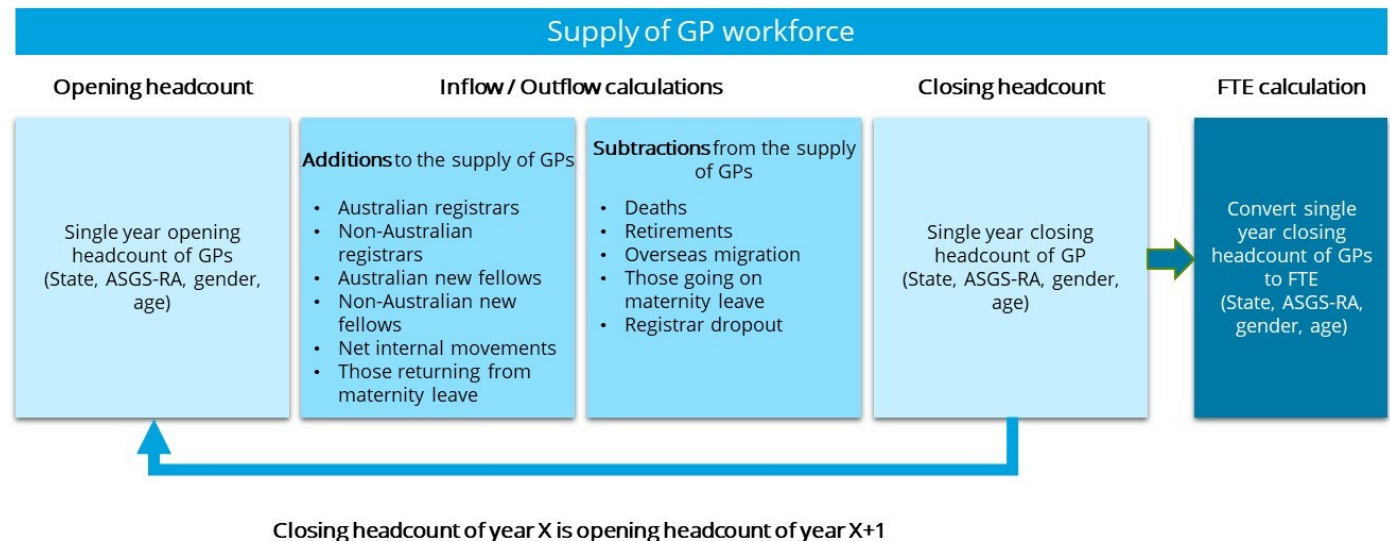 Supply of GP workforce
Opening headcount
Inflow / Outflow calculations
Closing headcount
FTE calculation
Single year opening
headcount of GPs
(State, ASGS-RA, gender,
age)
Additions to the supply of GPs
• Australian registrars
• Non-Australian
registrars
• Australian new fellows
• Non-Australian new
fellows
• Net internal movements
• Those returning from
maternity leave
Subtractions from the supply
of GPs
• Deaths
• Retirements
• Overseas migration
• Those going on
maternity leave
• Registrar dropout
Single year closing
headcount of GP
(State, ASGS-RA, gender,
age)
Convert single
year closing
headcount of GPs
to FTE
(State, ASGS-RA,
gender, age)
Closing headcount of year X is opening headcount of year X+1